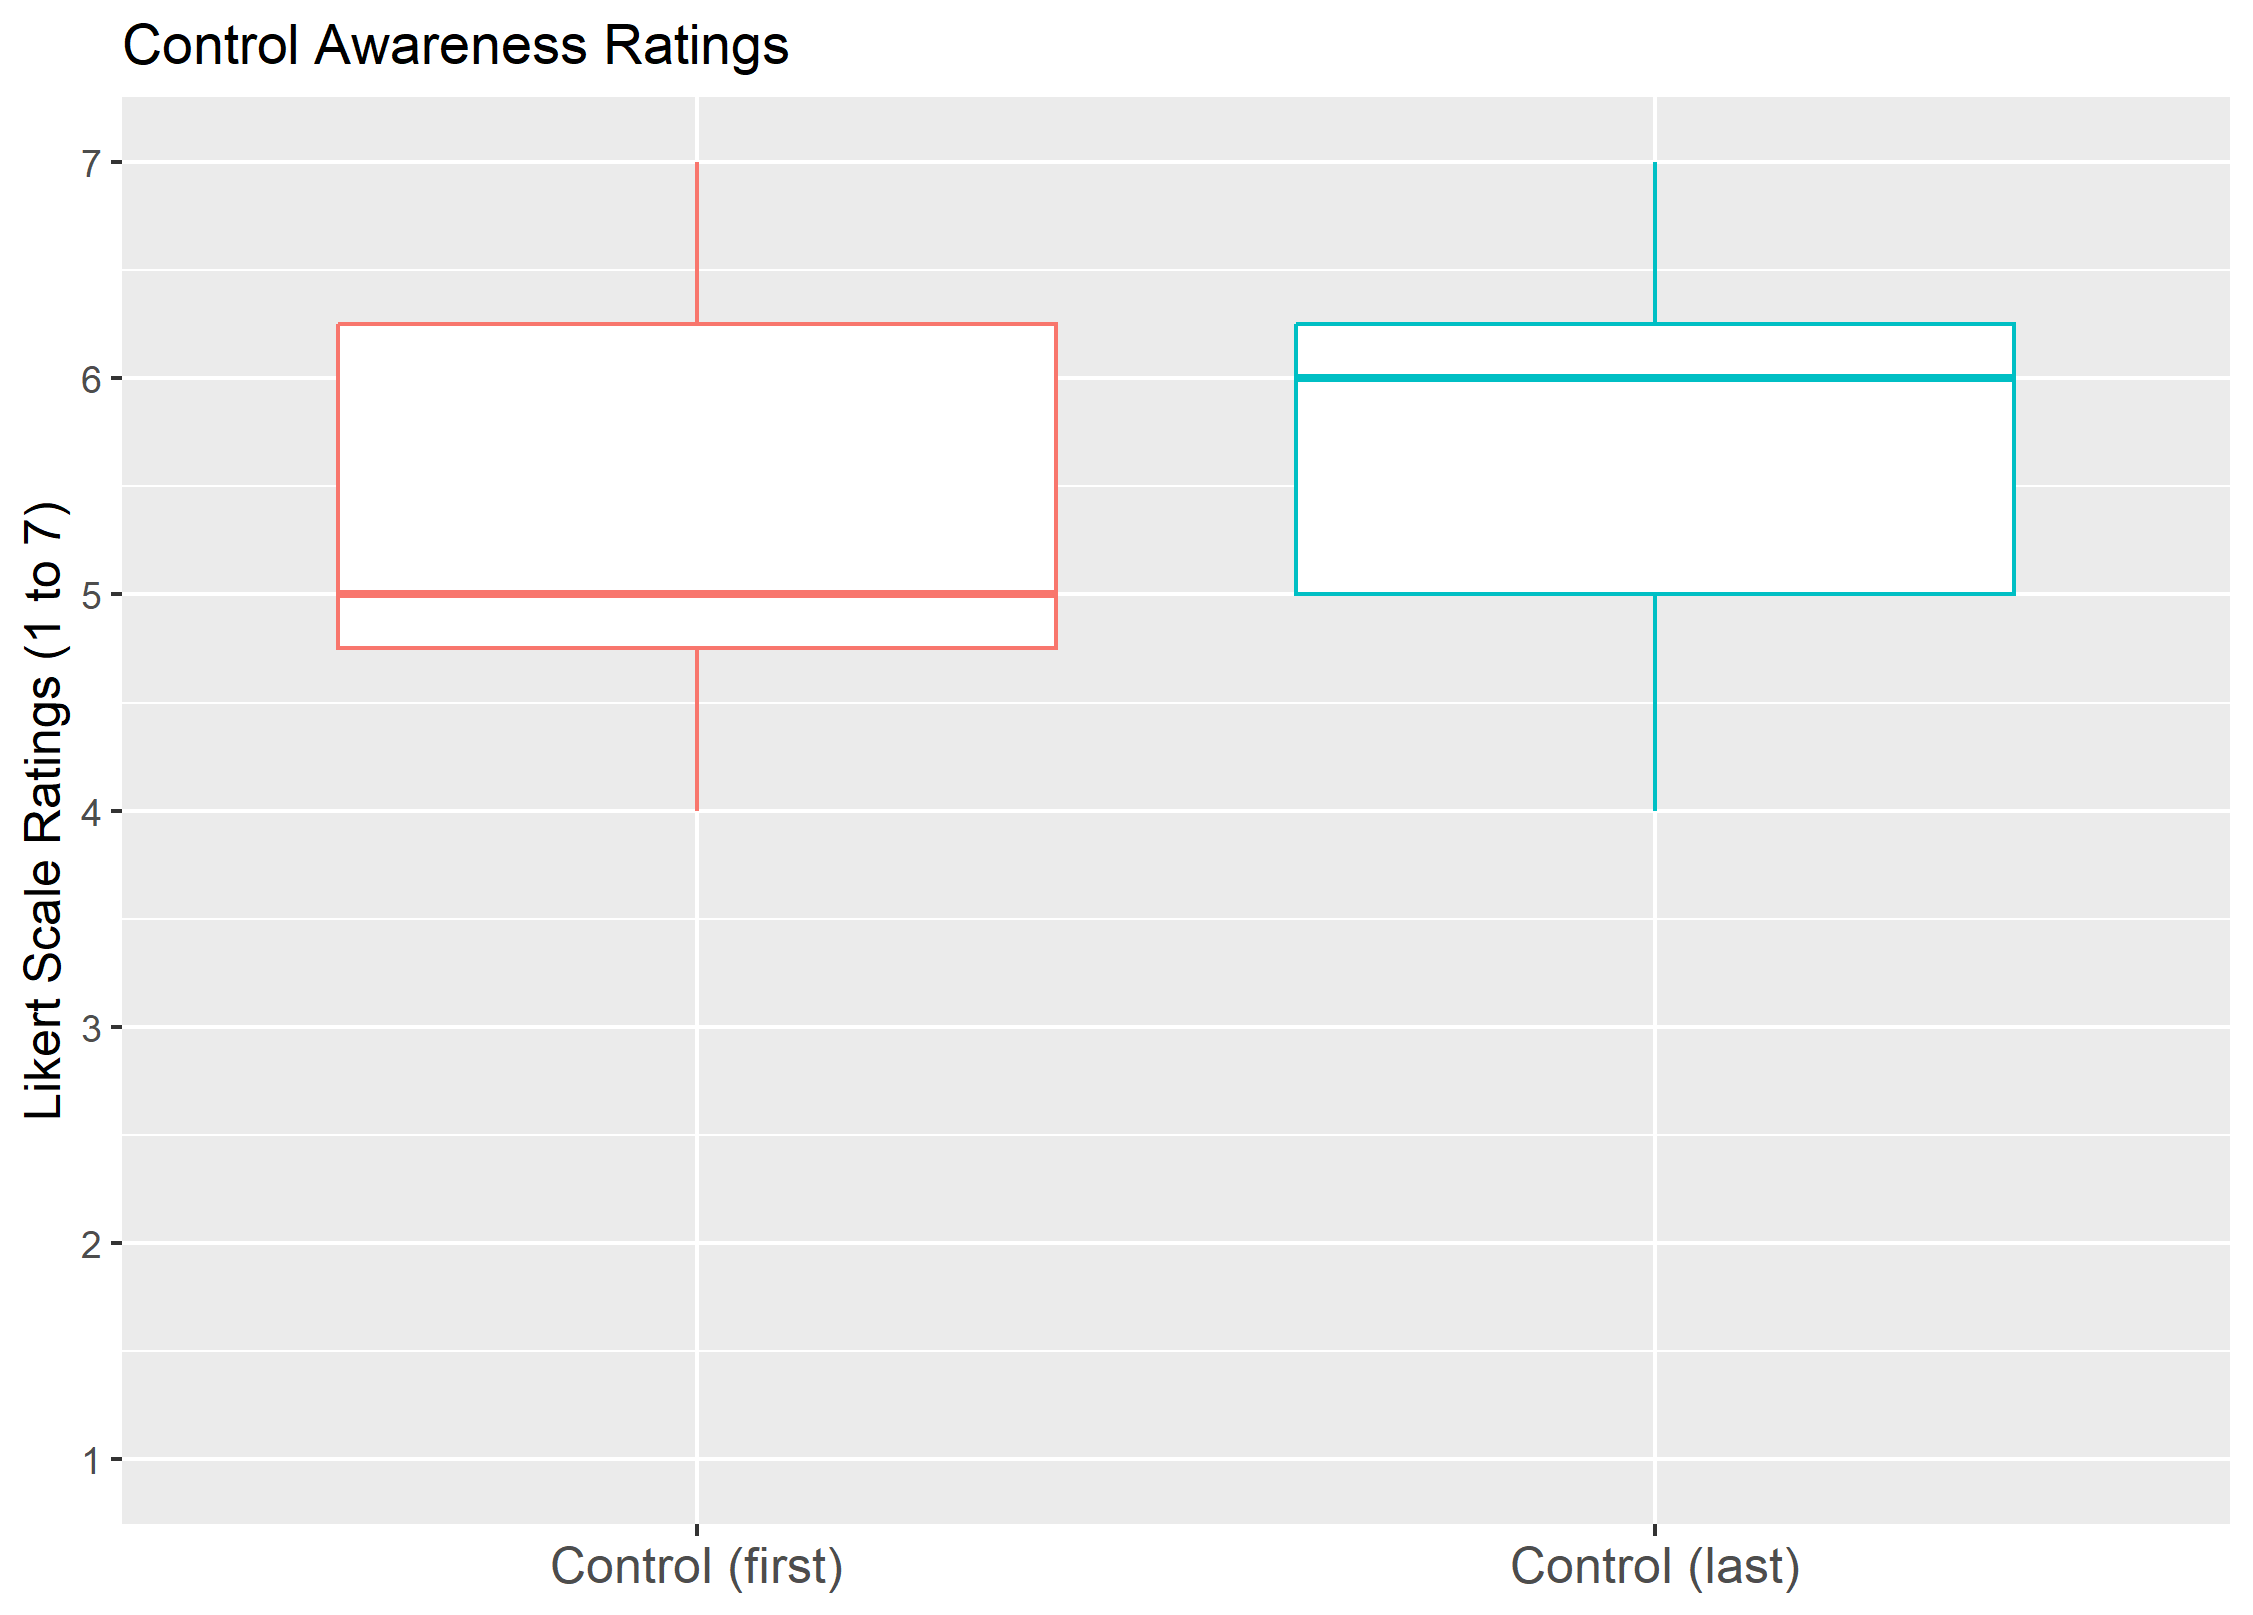 Control Awareness Ratings
Likert Scale Ratings (1 to 7)
7
6
5
4
3
2
1
Control (first)
Control (last)